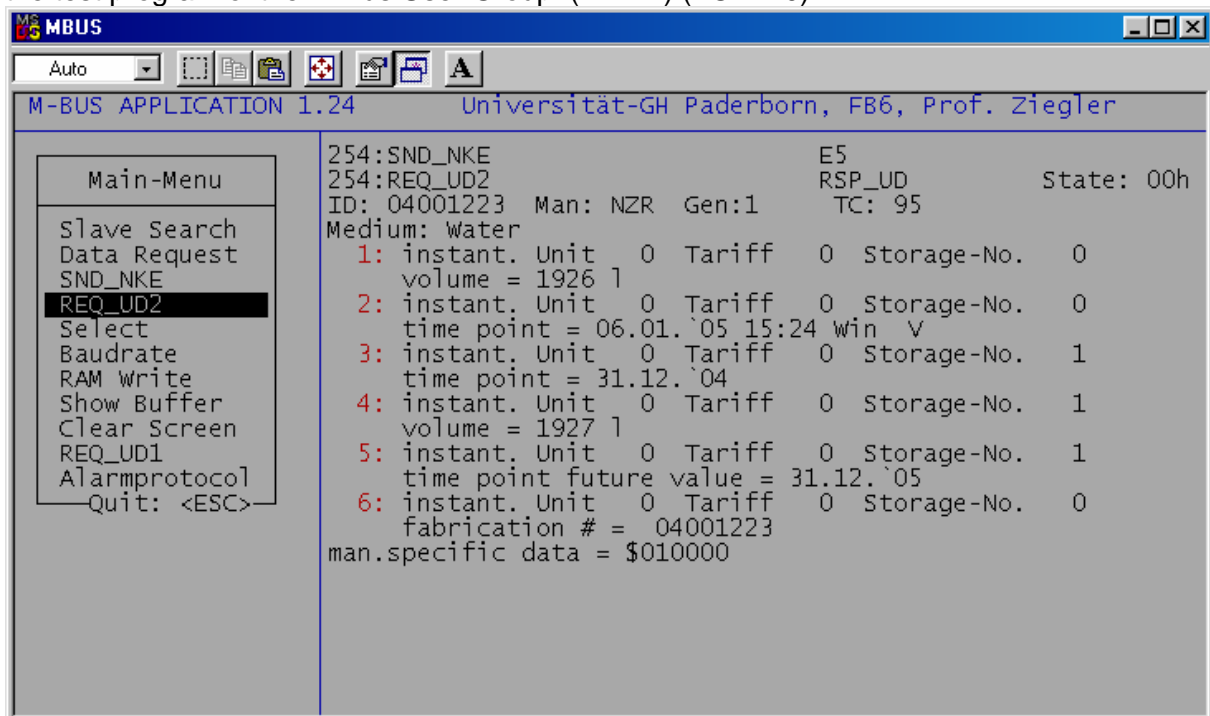 MBUS
Auto
A
M-BUS APPLICATION 1.24 Universität-GH Paderborn, FB6, Prof. Ziegler
Main-Menu
Slave Search
Data Request
SND_NKE
REQ_UD2
Select
Baudrate
RAM Write
Show Buffer
Clear Screen
REQ_UD1
Alarmprotocol
Quit: <ESC>
254:SND_NKE E5
254:REQ_UD2 RSP_UD State: 00h
ID: 04001223 Man: NZR Gen:1 TC: 95
Medium: Water
1: instant. Unit 0 Tariff 0 Storage-No. 0
volume = 1926 l
2: instant. Unit 0 Tariff 0 Storage-No. 0
time point = 06.01.`05 15:24 Win V
3: instant. Unit 0 Tariff 0 Storage-No. 1
time point = 31.12.`04
4: instant. Unit 0 Tariff 0 Storage-No. 1
volume = 1927 l
5: instant. Unit 0 Tariff 0 Storage-No. 1
time point future value = 31.12.`05
6: instant. Unit 0 Tariff 0 Storage-No. 0
fabrication # = 04001223
man.specific data = $010000